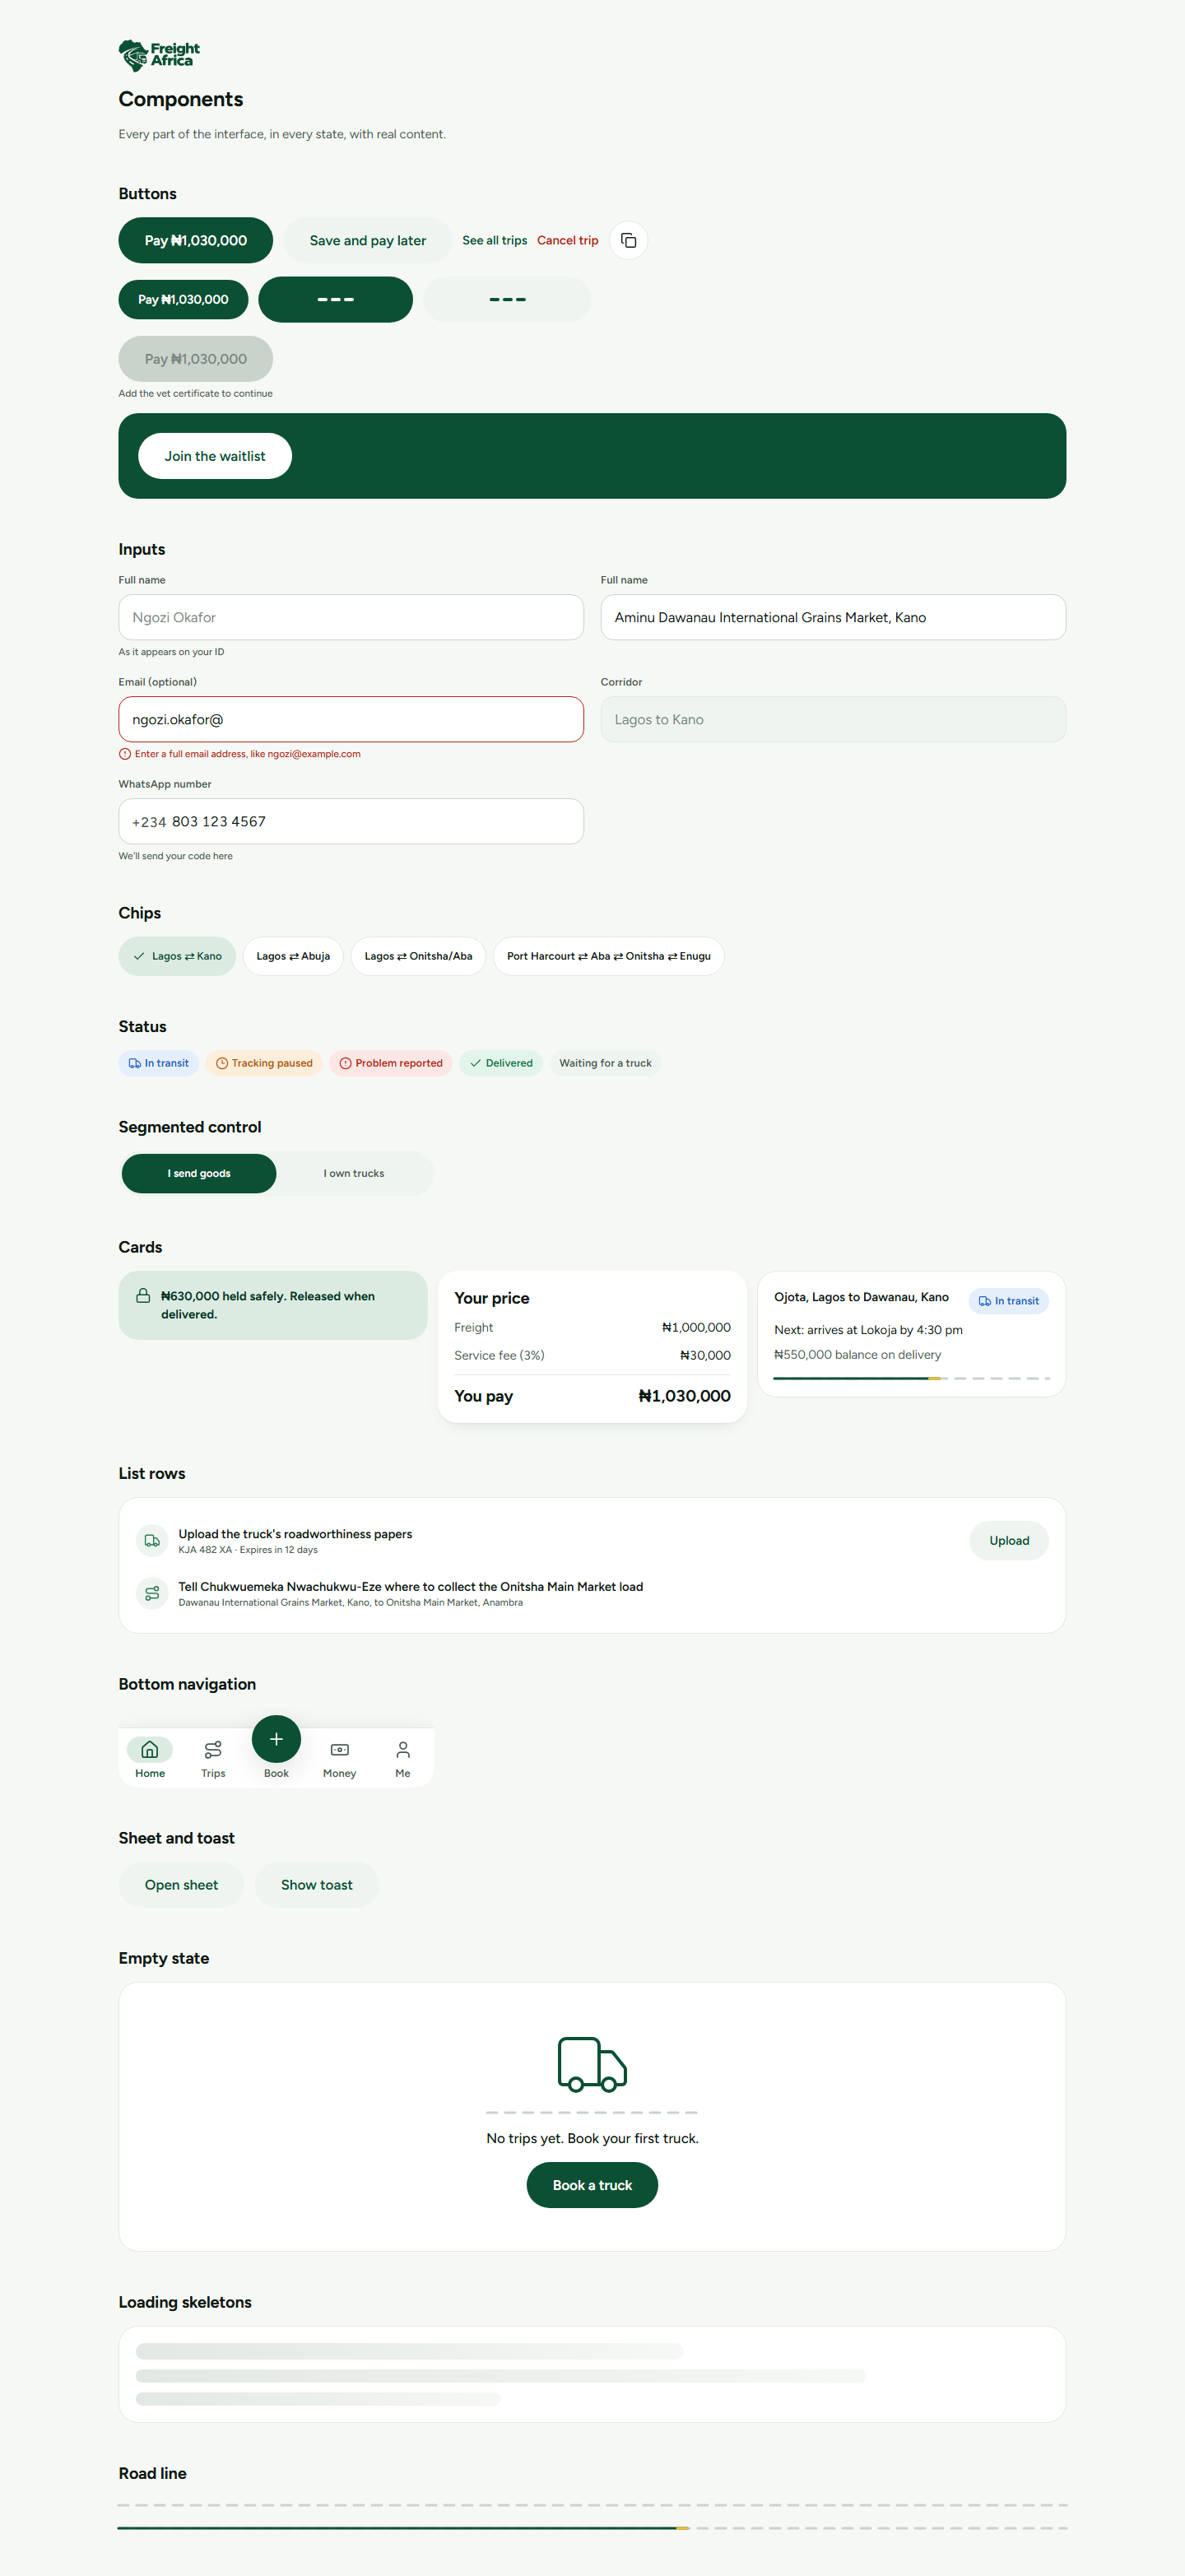 Freight
Africa
Components
Every part of the interface, in every state, with real content.
Buttons
Pay ₦1,030,000
Save and pay later
See all trips
Cancel trip
Pay ₦1,030,000
Pay ₦1,030,000
Add the vet certificate to continue
Join the waitlist
Inputs
Full name
Full name
Ngozi Okafor
Aminu Dawanau International Grains Market, Kano
As it appears on your ID
Email (optional)
Corridor
ngozi.okafor@
Lagos to Kano
Enter a full email address, like ngozi@example.com
WhatsApp number
+234 803 123 4567
We'll send your code here
Chips
Lagos ⇄ Kano
Lagos ⇄ Abuja
Lagos ⇄ Onitsha/Aba
Port Harcourt ⇄ Aba ⇄ Onitsha ⇄ Enugu
Status
In transit
Tracking paused
Problem reported
Delivered
Waiting for a truck
Segmented control
I send goods
I own trucks
Cards
₦630,000 held safely. Released when
delivered.
Your price
Freight ₦1,000,000
Service fee (3%) ₦30,000
You pay ₦1,030,000
Ojota, Lagos to Dawanau, Kano
In transit
Next: arrives at Lokoja by 4:30 pm
₦550,000 balance on delivery
List rows
Upload the truck's roadworthiness papers
KJA 482 XA · Expires in 12 days
Upload
Tell Chukwuemeka Nwachukwu-Eze where to collect the Onitsha Main Market load
Dawanau International Grains Market, Kano, to Onitsha Main Market, Anambra
Bottom navigation
Home
Trips
Book
Money
Me
Sheet and toast
Open sheet
Show toast
Empty state
No trips yet. Book your first truck.
Book a truck
Loading skeletons
Road line